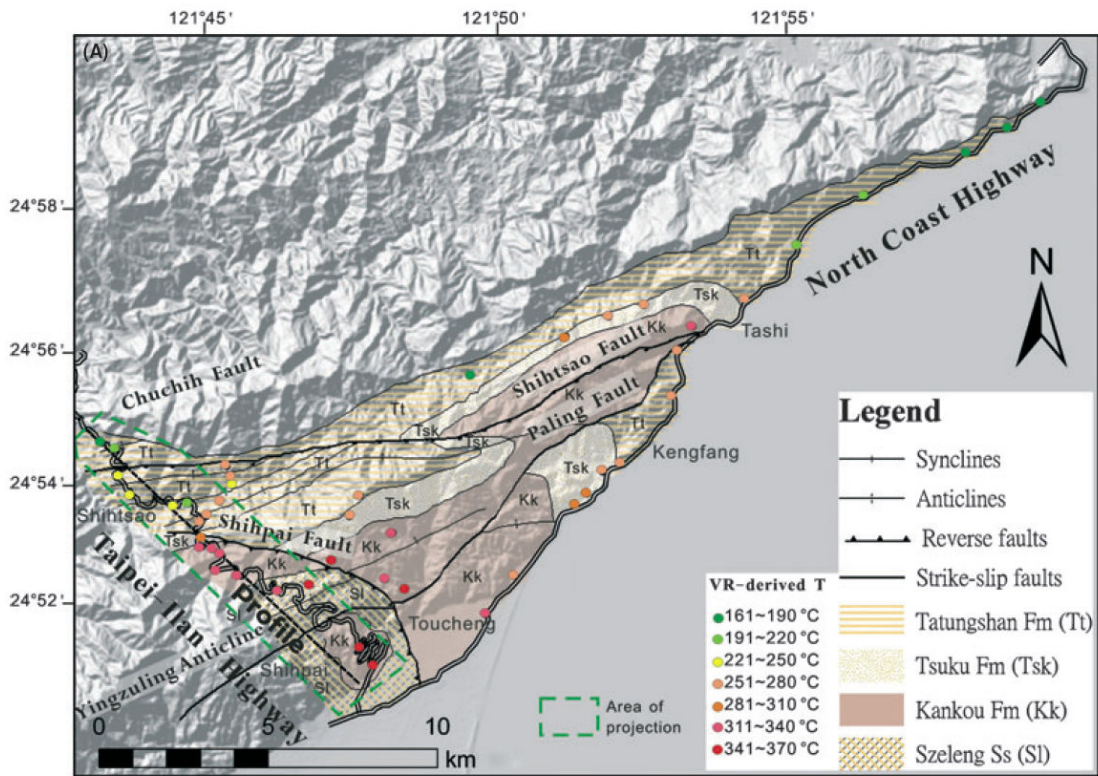 121°45'
121°50'
121°55'
(A)
24°58'
24°56'
24°54'
24°52'
North Coast Highway
N
Tt
Tsk
Kk
Tashi
Shihtsao Fault
Kk
Paling Fault
Chuchih Fault
Tt
Tsk
Tsk
Tt
Kengfang
Tt
Tt
Tsk
Tt
Tsk
Kk
Tt
Shihtsao
Shihpai Fault
Tsk
Kk
Kk
Sl
Taipei-Ilan Highway
Profile
Sl
Toucheng
Kk
Yingzuling Anticline
Shihpai
Sl
0
5
10
km
Area of
projection
Legend
Synclines
Anticlines
Reverse faults
Strike-slip faults
Tatungshan Fm (Tt)
Tsuku Fm (Tsk)
Kankou Fm (Kk)
Szeleng Ss (Sl)
VR-derived T
161~190 °C
191~220 °C
221~250 °C
251~280 °C
281~310 °C
311~340 °C
341~370 °C